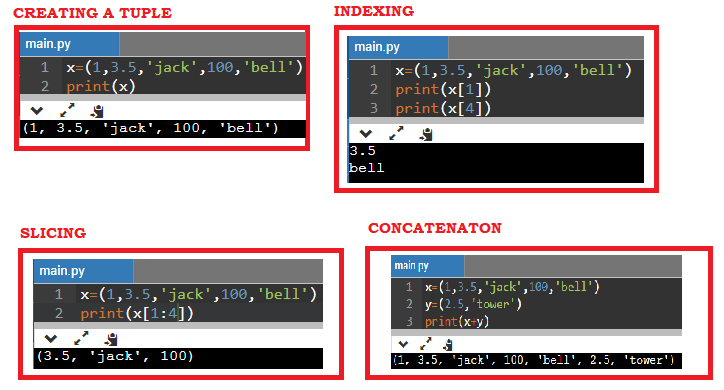 CREATING A TUPLE
main.py
1 x=(1,3.5,'jack',100,'bell')
2 print(x)
(1, 3.5, 'jack', 100, 'bell')
INDEXING
main.py
1 x=(1,3.5,'jack',100,'bell')
2 print(x[1])
3 print(x[4])
3.5
bell
SLICING
main.py
1 x=(1,3.5,'jack',100,'bell')
2 print(x[1:4])
(3.5, 'jack', 100)
CONCATENATON
main.py
1 x=(1,3.5,'jack',100,'bell')
2 y=(2.5,'tower')
3 print(x+y)
(1, 3.5, 'jack', 100, 'bell', 2.5, 'tower')